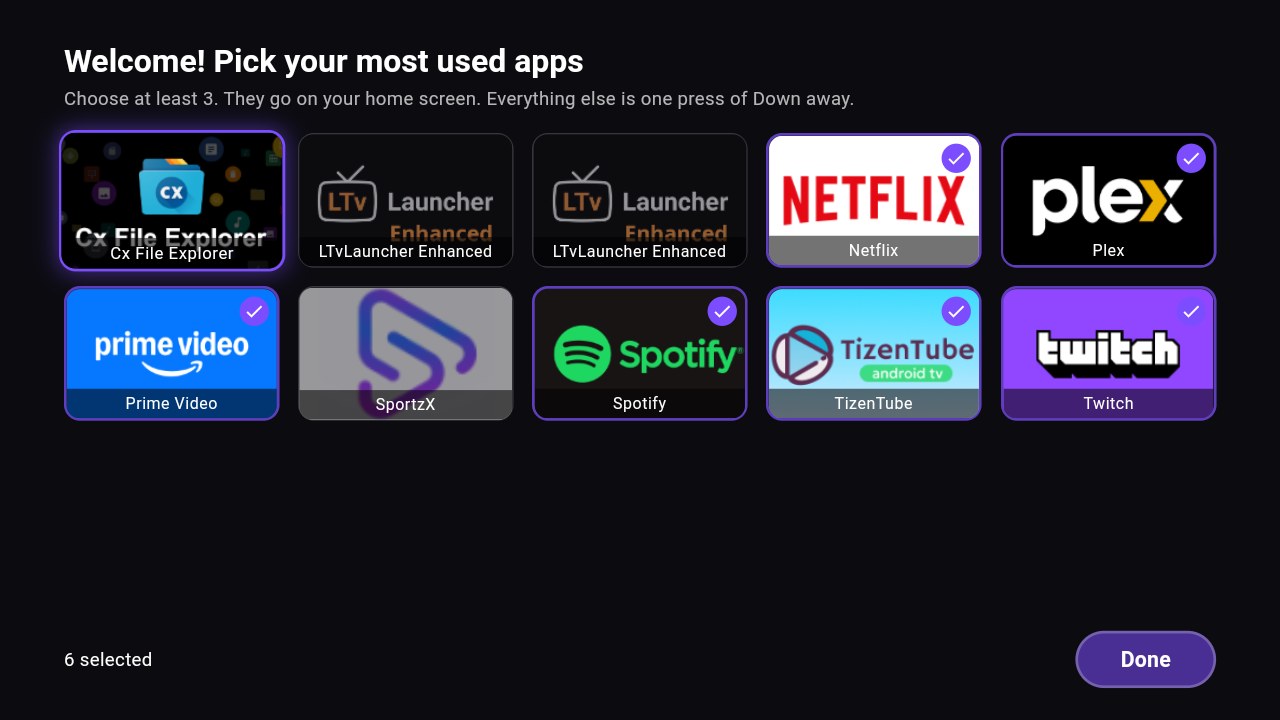 Welcome! Pick your most used apps
Choose at least 3. They go on your home screen. Everything else is one press of Down away.
CX
Cx File Explorer
Cx File Explorer
LTv Launcher
Enhanced
LTvLauncher Enhanced
LTv Launcher
Enhanced
LTvLauncher Enhanced
NETFLIX
Netflix
plex
Plex
prime video
Prime Video
SportzX
Spotify
Spotify
TizenTube
android tv
TizenTube
twitch
Twitch
6 selected
Done